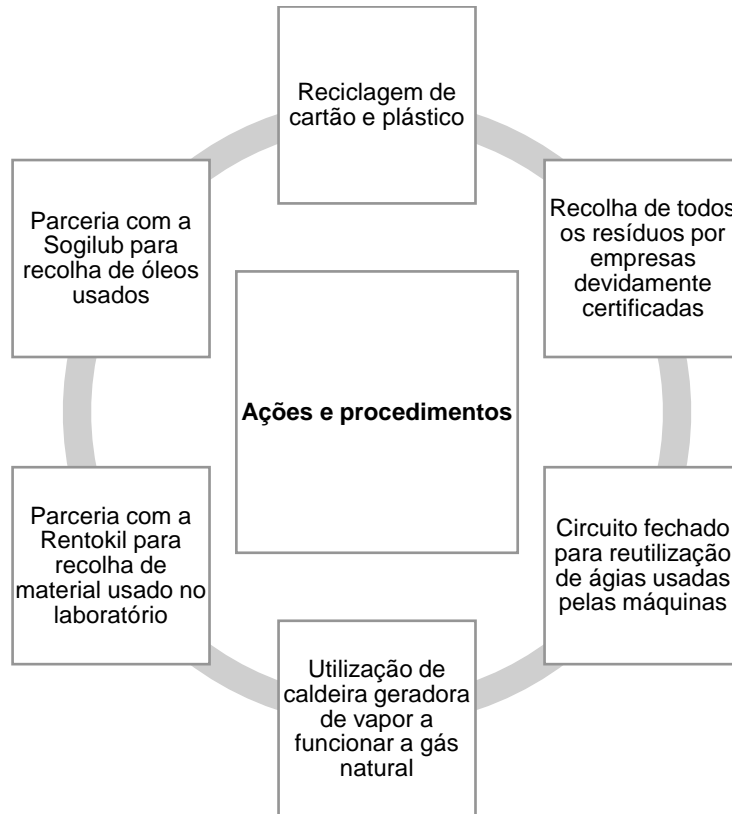 Reciclagem de
cartão e plástico
Recolha de todos
os resíduos por
empresas
devidamente
certificadas
Circuito fechado
para reutilização
de ágias usadas
pelas máquinas
Utilização de
caldeira geradora
de vapor a
funcionar a gás
natural
Parceria com a
Rentokil para
recolha de
material usado no
laboratório
Parceria com a
Sogilub para
recolha de óleos
usados
Ações e procedimentos